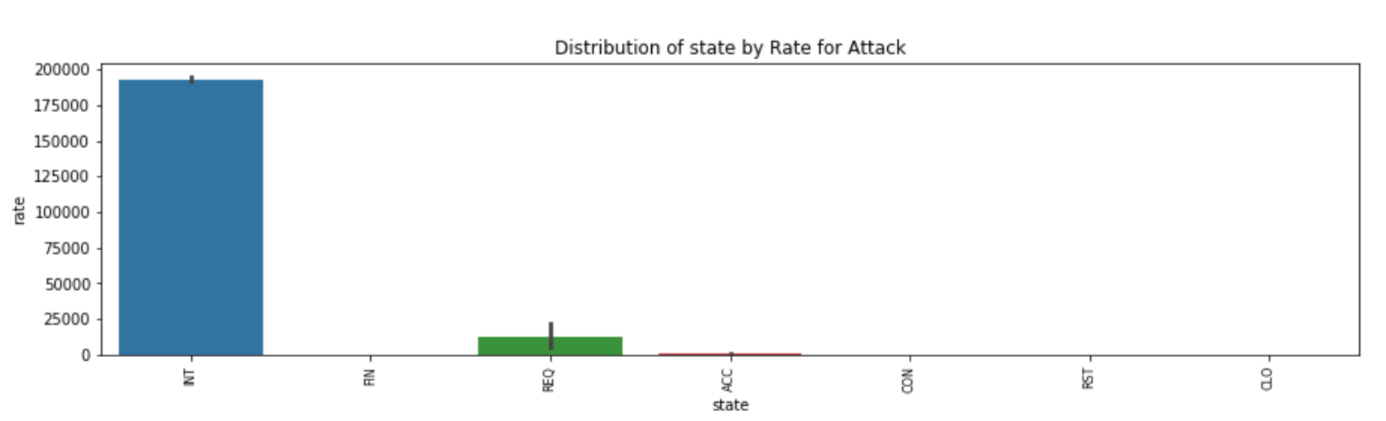 Distribution of state by Rate for Attack
200000
175000
150000
125000
100000
75000
50000
25000
0
rate
INT
FIN
REQ
ACC
CON
RST
CLO
state